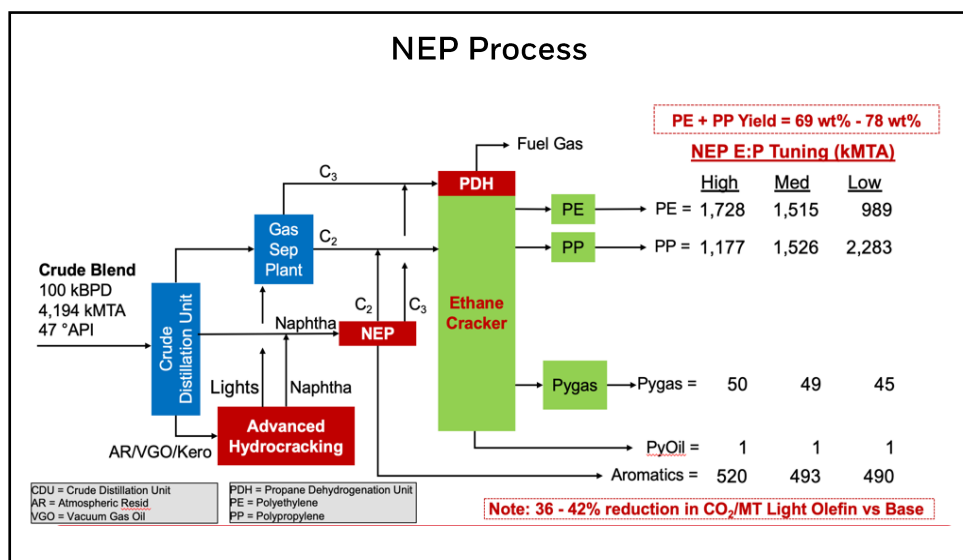 NEP Process
PE + PP Yield = 69 wt% - 78 wt%
NEP E:P Tuning (kMTA)
High Med Low
Fuel Gas
C₃
PDH
PE
PE = 1,728 1,515 989
Gas
Sep
Plant
C₂
PP
PP = 1,177 1,526 2,283
Crude Blend
100 kBPD
4,194 kMTA
47 °API
Crude
Distillation Unit
Naphtha
C₂
C₃
NEP
Ethane
Cracker
Lights
Naphtha
Pygas
Pygas = 50 49 45
Advanced
Hydrocracking
AR/VGO/Kero
PyOil = 1 1 1
Aromatics = 520 493 490
CDU = Crude Distillation Unit
AR = Atmospheric Resid
VGO = Vacuum Gas Oil
PDH = Propane Dehydrogenation Unit
PE = Polyethylene
PP = Polypropylene
Note: 36 - 42% reduction in CO₂/MT Light Olefin vs Base